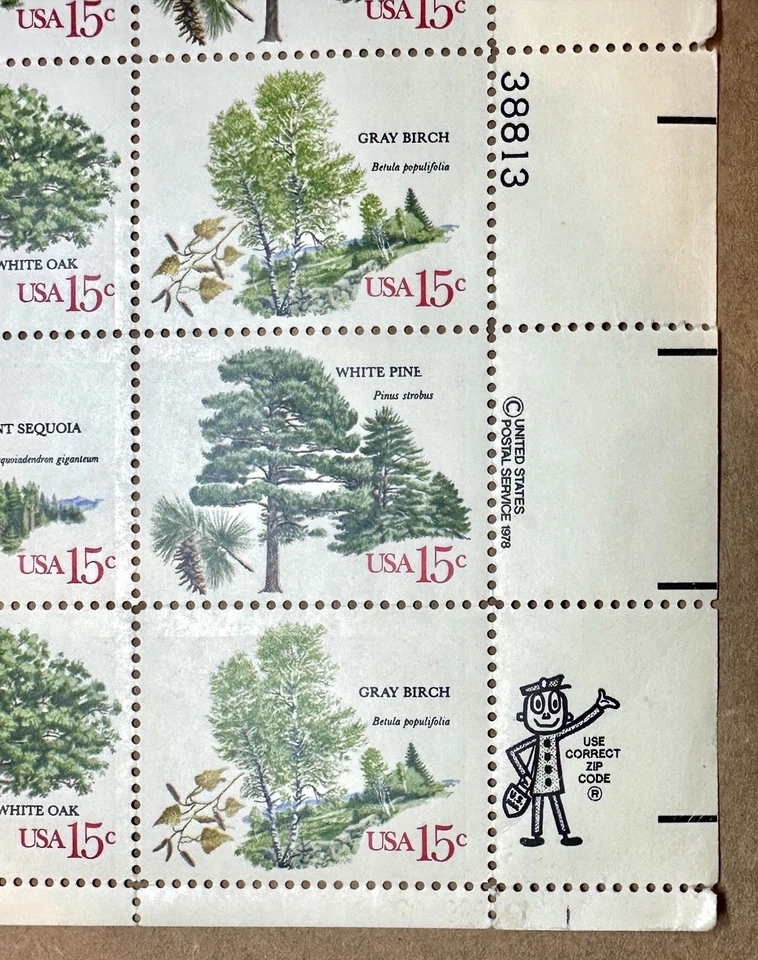 USA 15c
USA 15c
GRAY BIRCH
Betula populifolia
WHITE OAK
USA 15c
USA 15c
38813
WHITE PINE
Pinus strobus
NT SEQUOIA
quoiadendron giganteum
USA 15c
USA 15c
© UNITED STATES
POSTAL SERVICE 1978
GRAY BIRCH
Betula populifolia
WHITE OAK
USA 15c
USA 15c
USE
CORRECT
ZIP
CODE
®